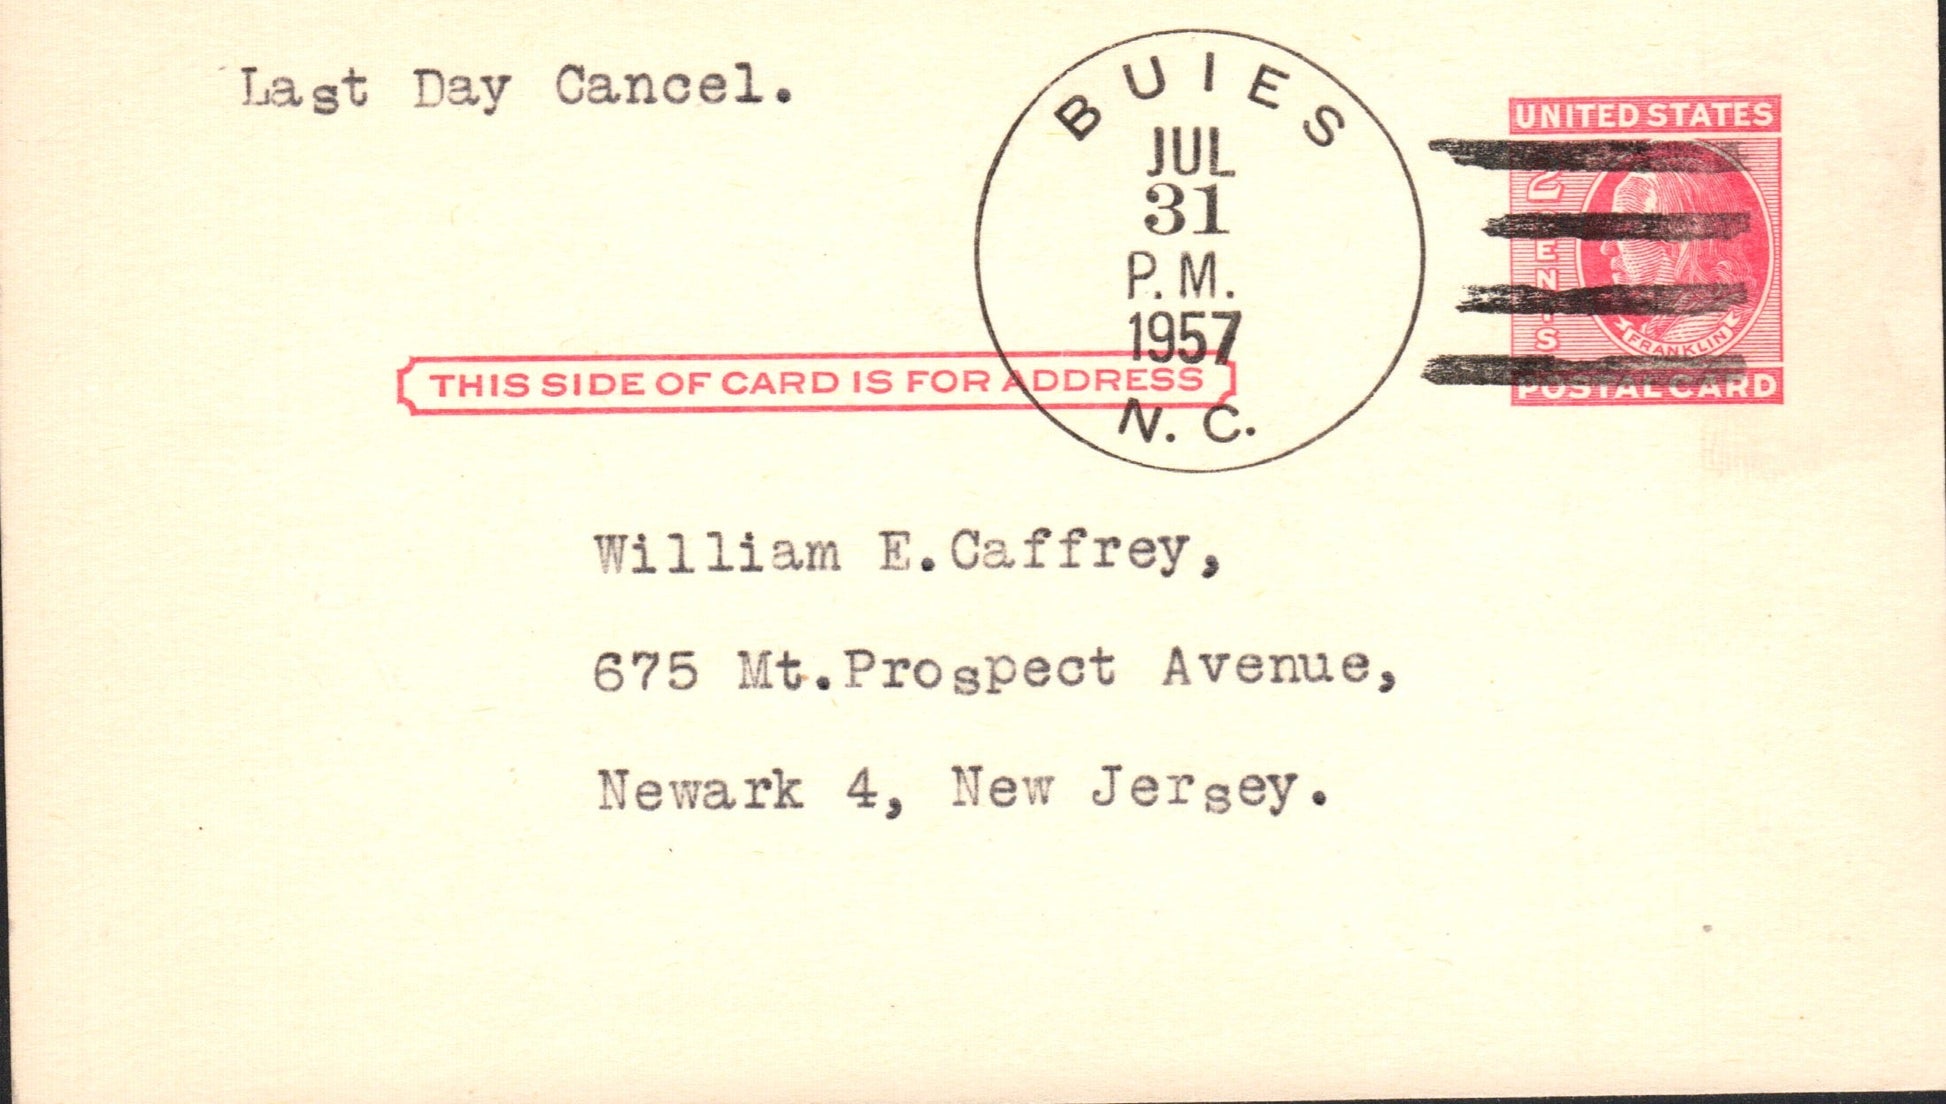 Last Day Cancel.
BUIES
JUL
31
P. M.
1957
N. C.
UNITED STATES
2 CENTS
FRANKLIN
POSTAL CARD
THIS SIDE OF CARD IS FOR ADDRESS
William E.Caffrey,
675 Mt.Prospect Avenue,
Newark 4, New Jersey.